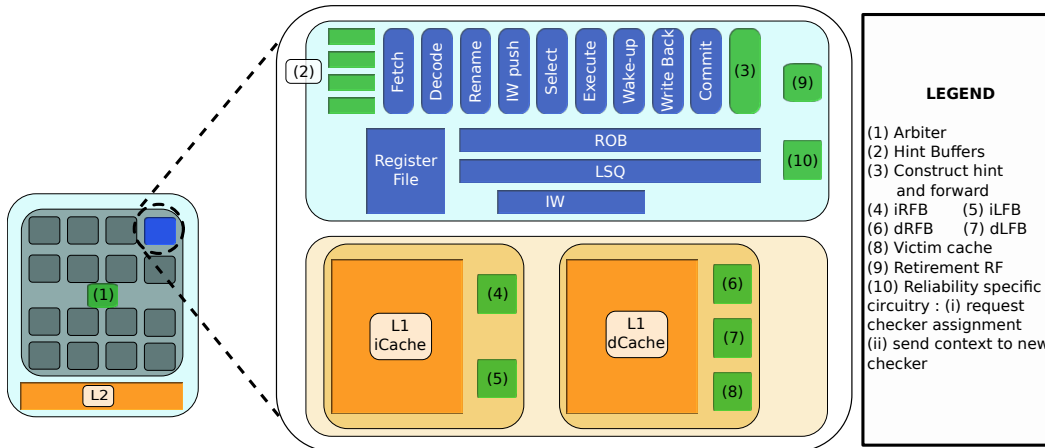 (2)
Fetch
Decode
Rename
IW push
Select
Execute
Wake-up
Write Back
Commit
(3)
(9)
Register
File
ROB
LSQ
IW
(10)
(1)
L2
L1
iCache
(4)
(5)
L1
dCache
(6)
(7)
(8)
LEGEND
(1) Arbiter
(2) Hint Buffers
(3) Construct hint
and forward
(4) iRFB (5) iLFB
(6) dRFB (7) dLFB
(8) Victim cache
(9) Retirement RF
(10) Reliability specific
circuitry : (i) request
checker assignment
(ii) send context to new
checker